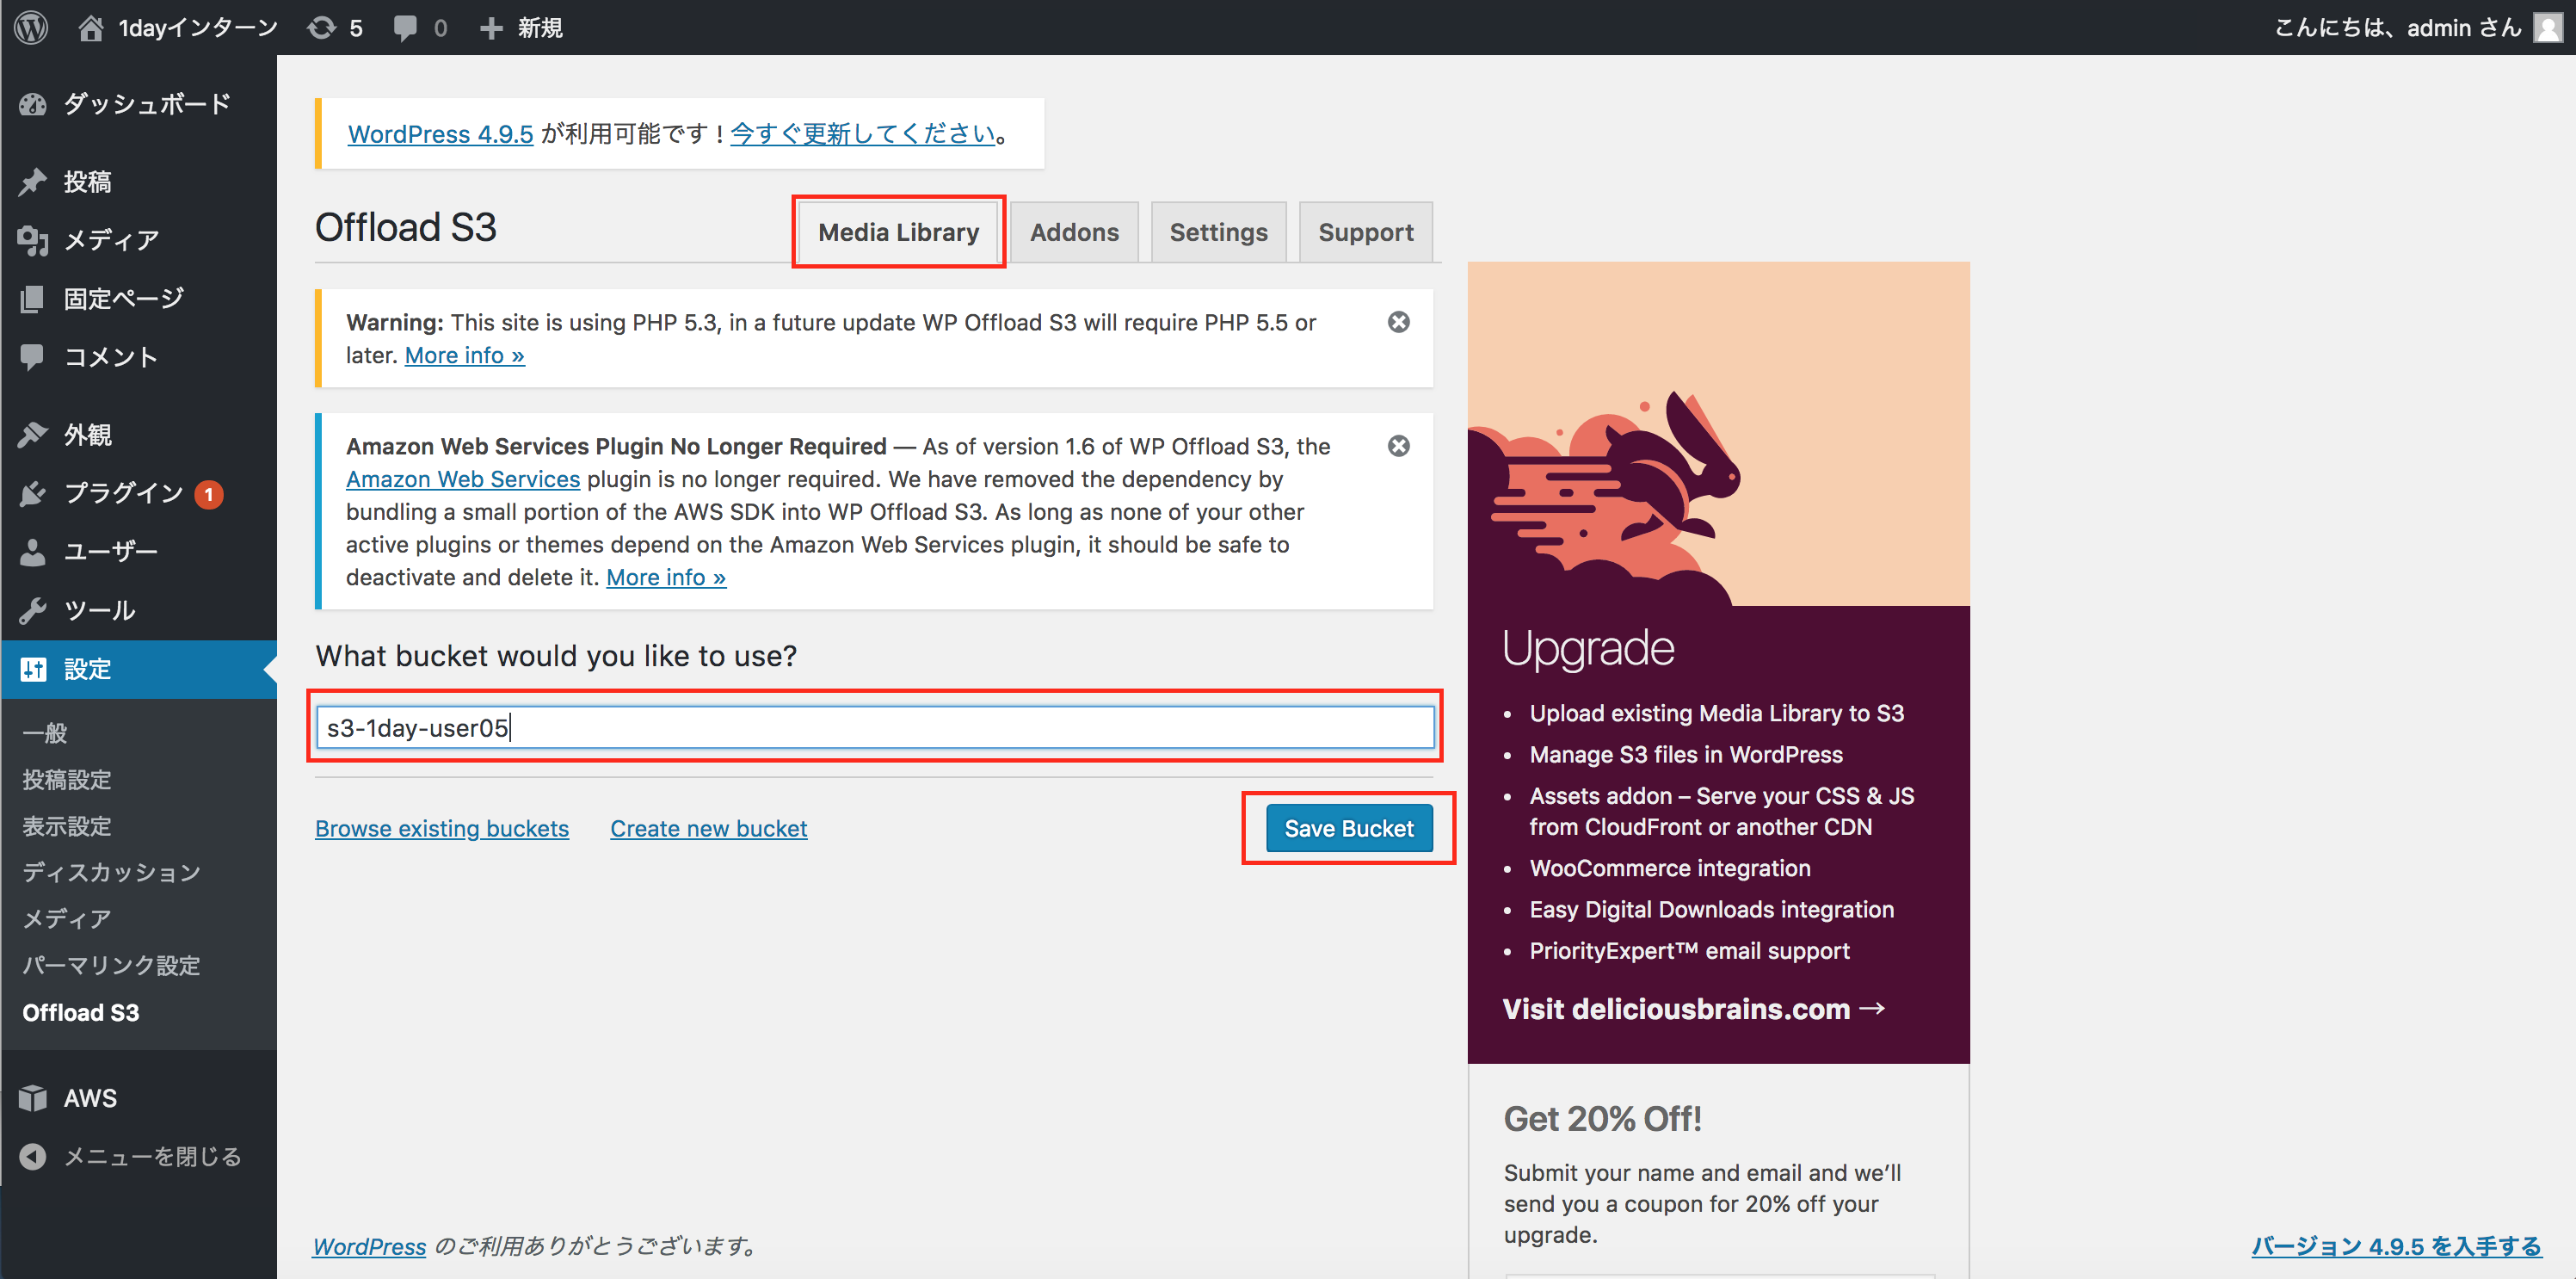 1dayインターン 5 0 新規 こんにちは、admin さん
ダッシュボード
投稿
メディア
固定ページ
コメント
外観
プラグイン 1
ユーザー
ツール
設定
一般
投稿設定
表示設定
ディスカッション
メディア
パーマリンク設定
Offload S3
AWS
メニューを閉じる
WordPress 4.9.5 が利用可能です ! 今すぐ更新してください。
Offload S3
Media Library Addons Settings Support
Warning: This site is using PHP 5.3, in a future update WP Offload S3 will require PHP 5.5 or
later. More info »
Amazon Web Services Plugin No Longer Required — As of version 1.6 of WP Offload S3, the
Amazon Web Services plugin is no longer required. We have removed the dependency by
bundling a small portion of the AWS SDK into WP Offload S3. As long as none of your other
active plugins or themes depend on the Amazon Web Services plugin, it should be safe to
deactivate and delete it. More info »
What bucket would you like to use?
s3-1day-user05
Browse existing buckets Create new bucket Save Bucket
Upgrade
• Upload existing Media Library to S3
• Manage S3 files in WordPress
• Assets addon – Serve your CSS & JS
from CloudFront or another CDN
• WooCommerce integration
• Easy Digital Downloads integration
• PriorityExpert™ email support
Visit deliciousbrains.com →
Get 20% Off!
Submit your name and email and we’ll
send you a coupon for 20% off your
upgrade.
WordPress のご利用ありがとうございます。
バージョン 4.9.5 を入手する